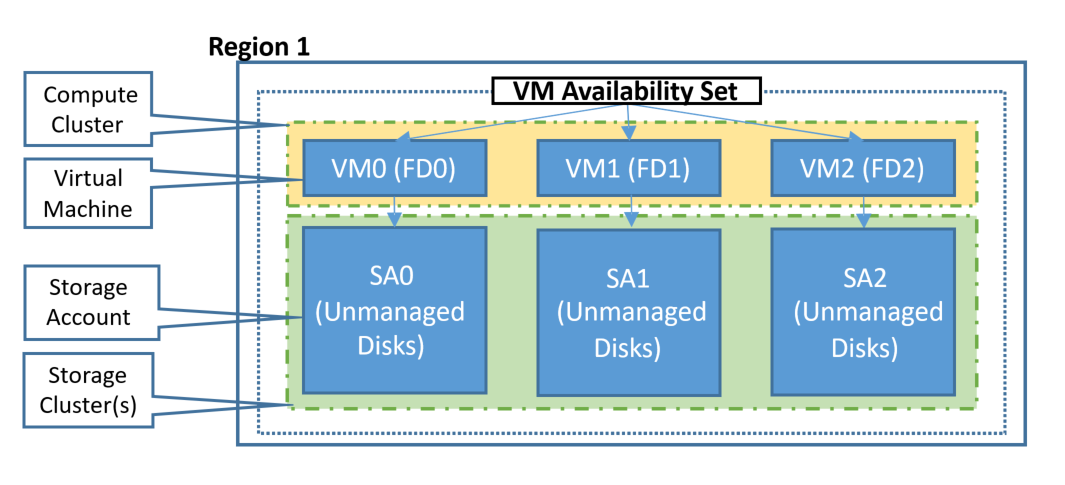 Region 1
Compute
Cluster
Virtual
Machine
Storage
Account
Storage
Cluster(s)
VM Availability Set
VM0 (FD0)
VM1 (FD1)
VM2 (FD2)
SA0
(Unmanaged
Disks)
SA1
(Unmanaged
Disks)
SA2
(Unmanaged
Disks)